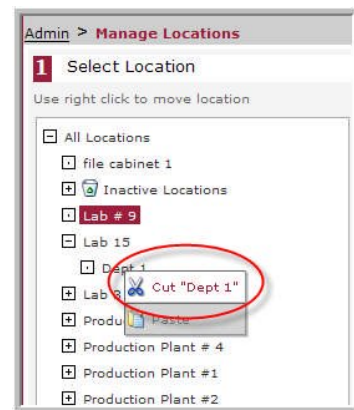 Admin > Manage Locations
1 Select Location
Use right click to move location
All Locations
file cabinet 1
Inactive Locations
Lab # 9
Lab 15
Dept 1
Cut "Dept 1"
Lab 3
Paste
Production Plant # 4
Production Plant #1
Production Plant #2